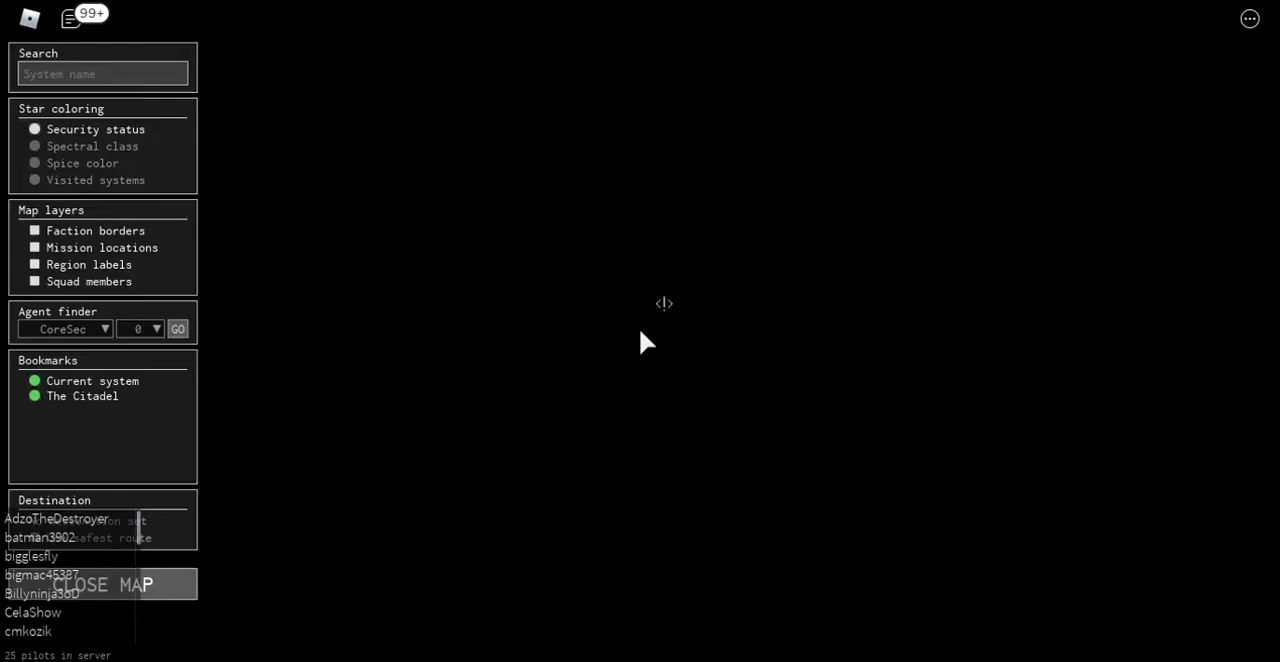 99+
Search
System name
Star coloring
Security status
Spectral class
Spice color
Visited systems
Map layers
Faction borders
Mission locations
Region labels
Squad members
Agent finder
CoreSec ▼ 0 ▼ GO
Bookmarks
Current system
The Citadel
Destination
AdzoTheDestroyer
batman3902
safest route
bigglesfly
bigmac45387
CLOSE MAP
CelaShow
cmkozik
25 pilots in server